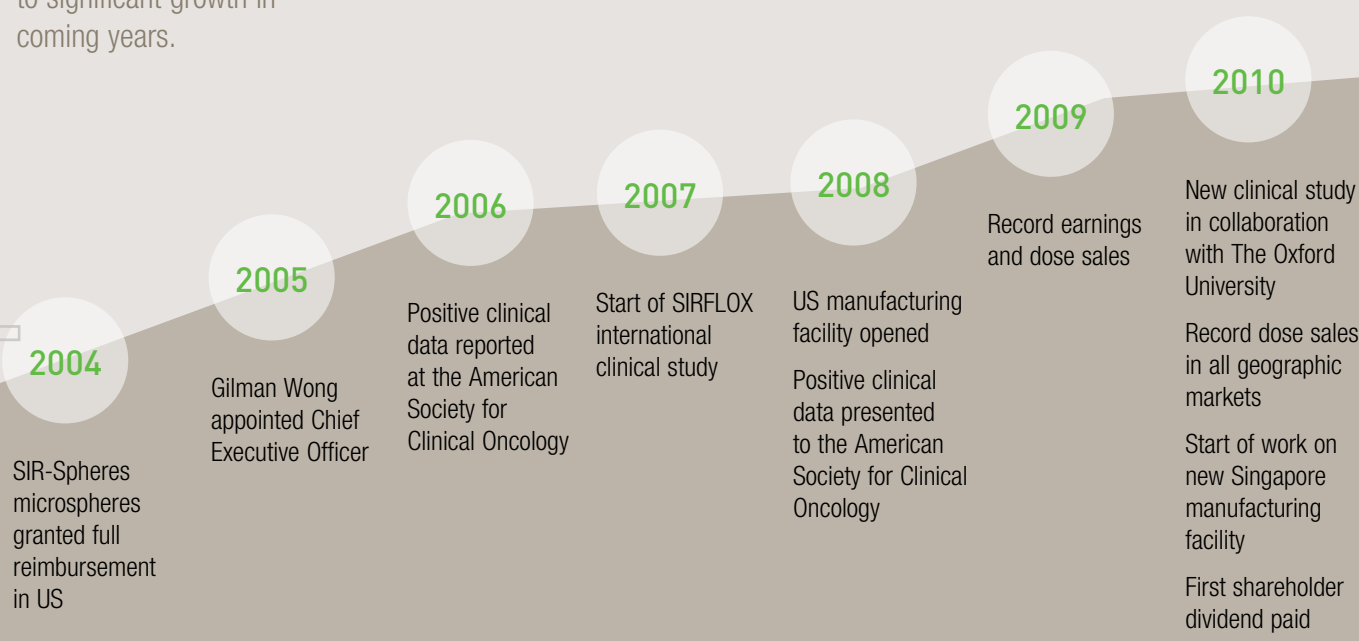 to significant growth in
coming years.
2004
SIR-Spheres
microspheres
granted full
reimbursement
in US
2005
Gilman Wong
appointed Chief
Executive Officer
2006
Positive clinical
data reported
at the American
Society for
Clinical Oncology
2007
Start of SIRFLOX
international
clinical study
2008
US manufacturing
facility opened
Positive clinical
data presented
to the American
Society for Clinical
Oncology
2009
Record earnings
and dose sales
2010
New clinical study
in collaboration
with The Oxford
University
Record dose sales
in all geographic
markets
Start of work on
new Singapore
manufacturing
facility
First shareholder
dividend paid